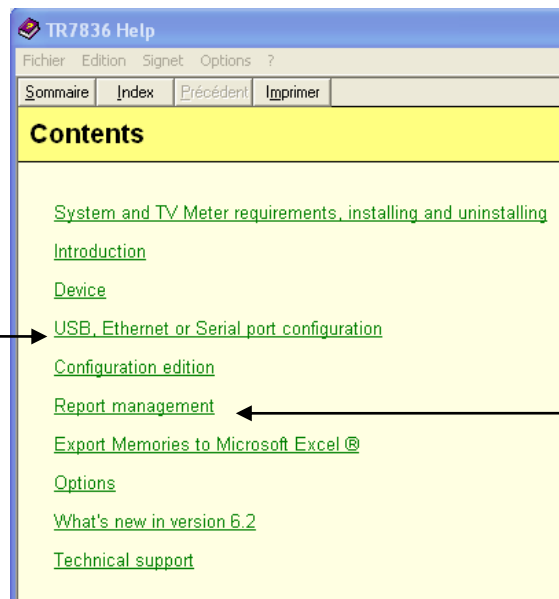 TR7836 Help
Fichier Edition Signet Options ?
Sommaire Index Précédent Imprimer
Contents
System and TV Meter requirements, installing and uninstalling
Introduction
Device
USB, Ethernet or Serial port configuration
Configuration edition
Report management
Export Memories to Microsoft Excel ®
Options
What's new in version 6.2
Technical support